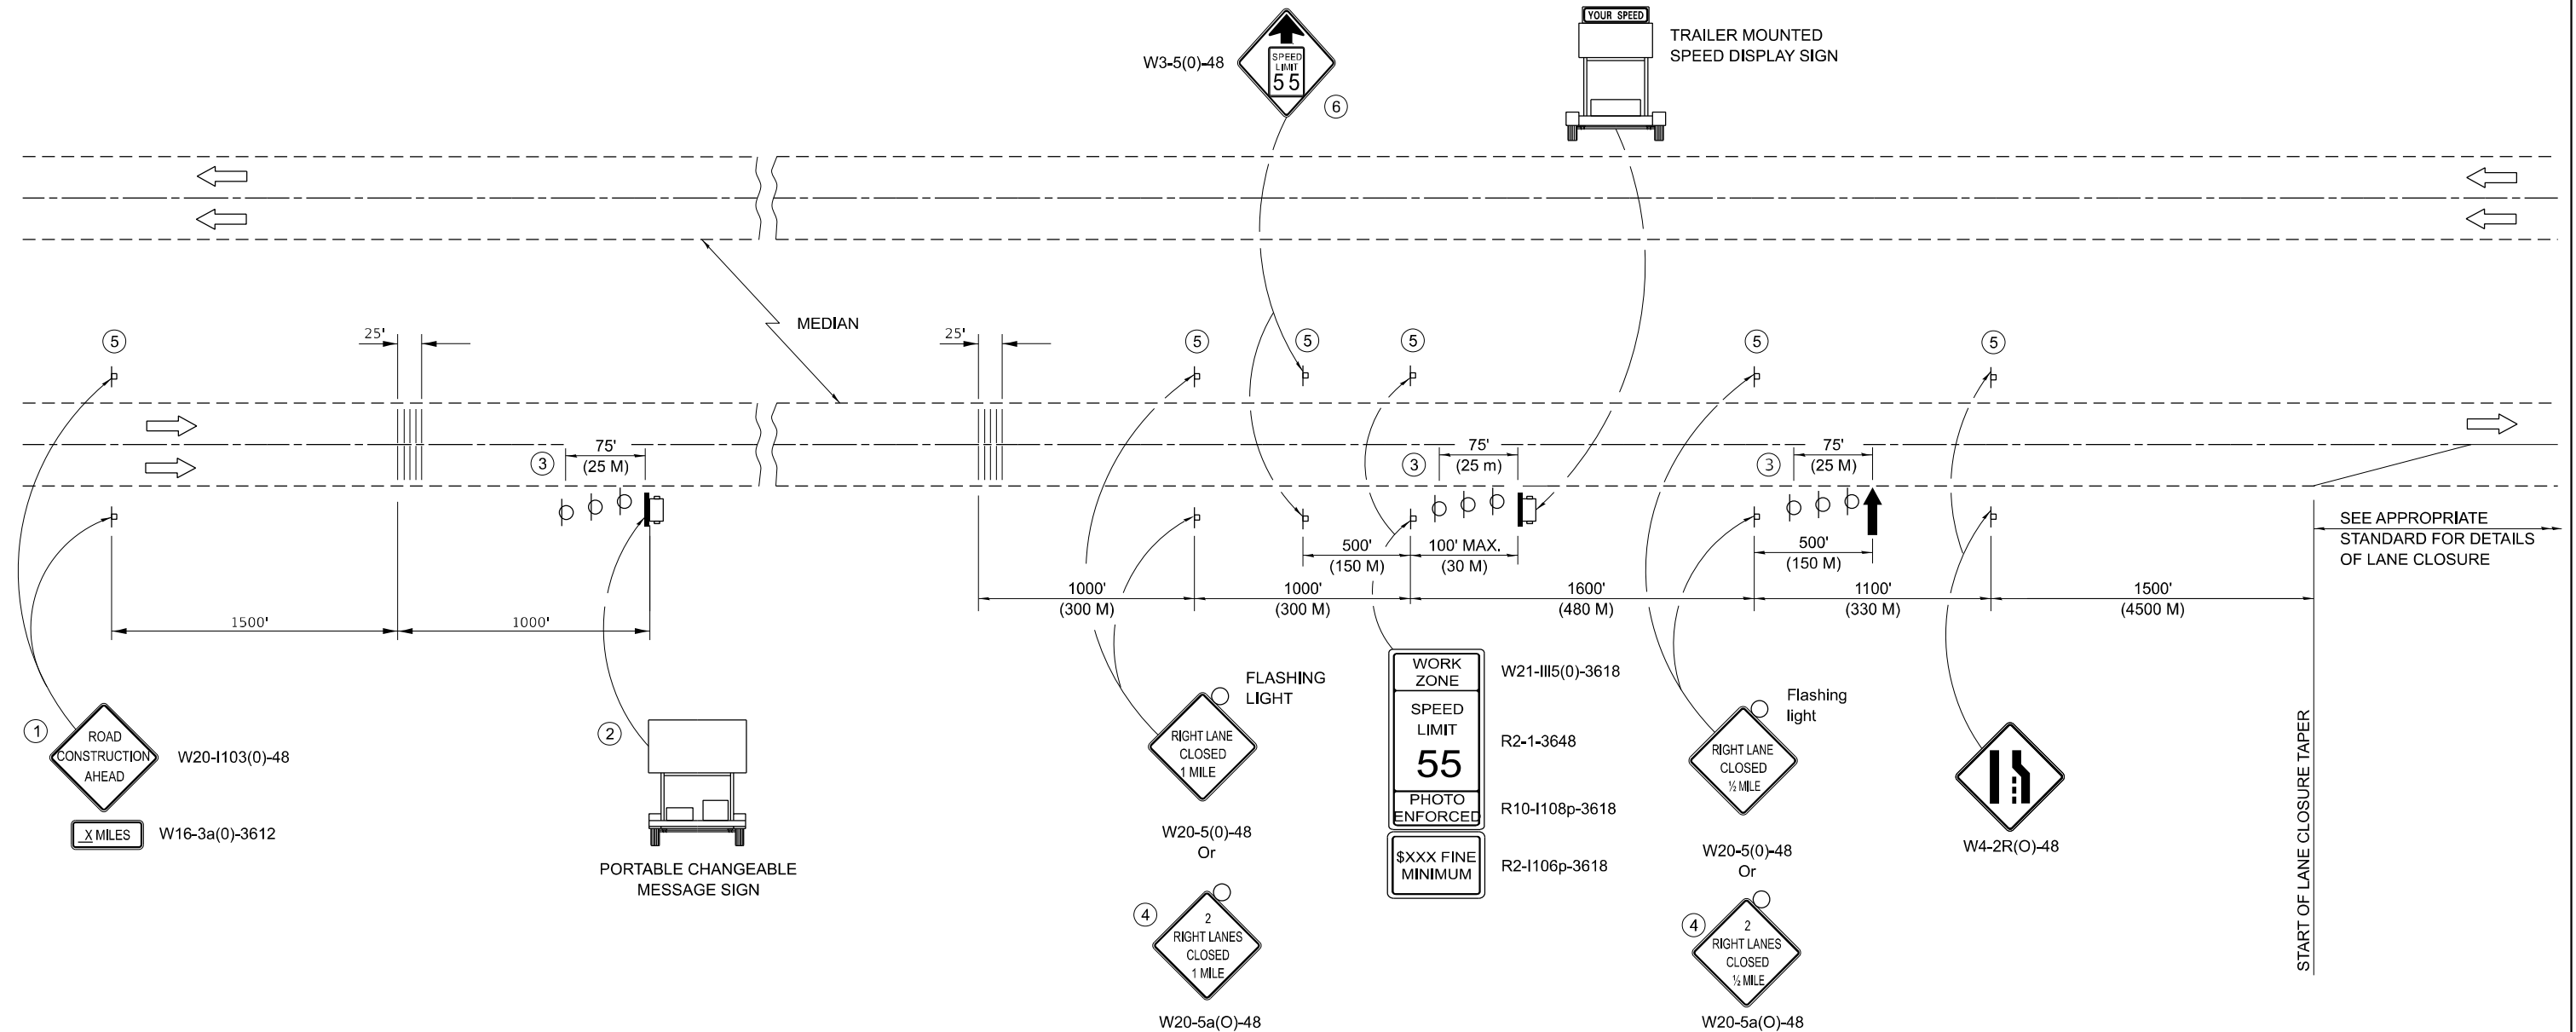 YOUR SPEED
TRAILER MOUNTED
SPEED DISPLAY SIGN
W3-5(0)-48
SPEED
LIMIT
55
6
MEDIAN
5
25'
25'
5
5
5
5
5
3
75'
(25 M)
3
75'
(25 m)
3
75'
(25 M)
500'
(150 M)
100' MAX.
(30 M)
500'
(150 M)
SEE APPROPRIATE
STANDARD FOR DETAILS
OF LANE CLOSURE
1500'
1000'
1000'
(300 M)
1000'
(300 M)
1600'
(480 M)
1100'
(330 M)
1500'
(4500 M)
1
ROAD
CONSTRUCTION
AHEAD
W20-I103(0)-48
X MILES
W16-3a(0)-3612
2
PORTABLE CHANGEABLE
MESSAGE SIGN
FLASHING
LIGHT
RIGHT LANE
CLOSED
1 MILE
W20-5(0)-48
Or
4
2
RIGHT LANES
CLOSED
1 MILE
W20-5a(O)-48
WORK
ZONE
W21-III5(0)-3618
SPEED
LIMIT
55
R2-1-3648
PHOTO
ENFORCED
R10-I108p-3618
$XXX FINE
MINIMUM
R2-I106p-3618
Flashing
light
RIGHT LANE
CLOSED
½ MILE
W20-5(0)-48
Or
4
2
RIGHT LANES
CLOSED
½ MILE
W20-5a(O)-48
W4-2R(O)-48
START OF LANE CLOSURE TAPER